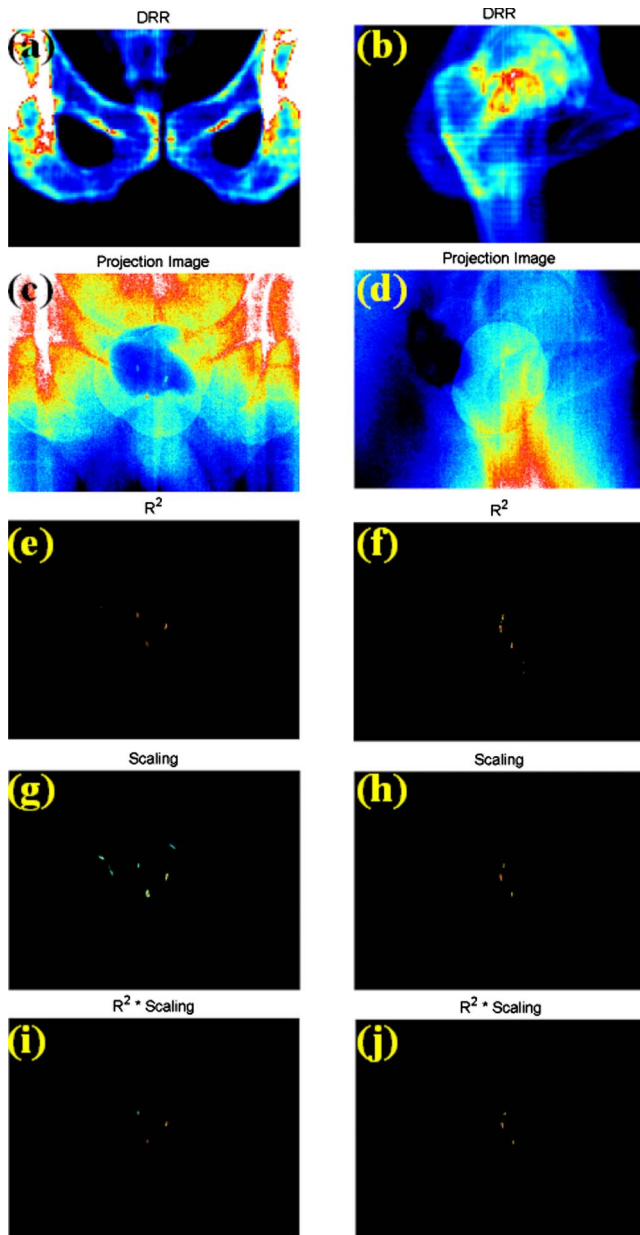 DRR
DRR
(a)
(b)
Projection Image
Projection Image
(c)
(d)
R²
R²
(e)
(f)
Scaling
Scaling
(g)
(h)
R² * Scaling
R² * Scaling
(i)
(j)